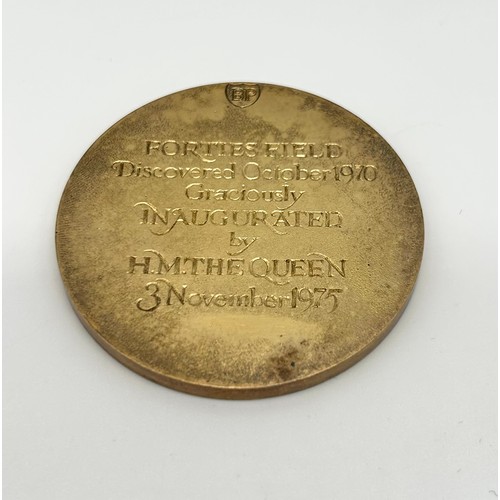 BP
FORTIES FIELD
Discovered October 1970
Graciously
INAUGURATED
by
H.M. THE QUEEN
3 November 1975